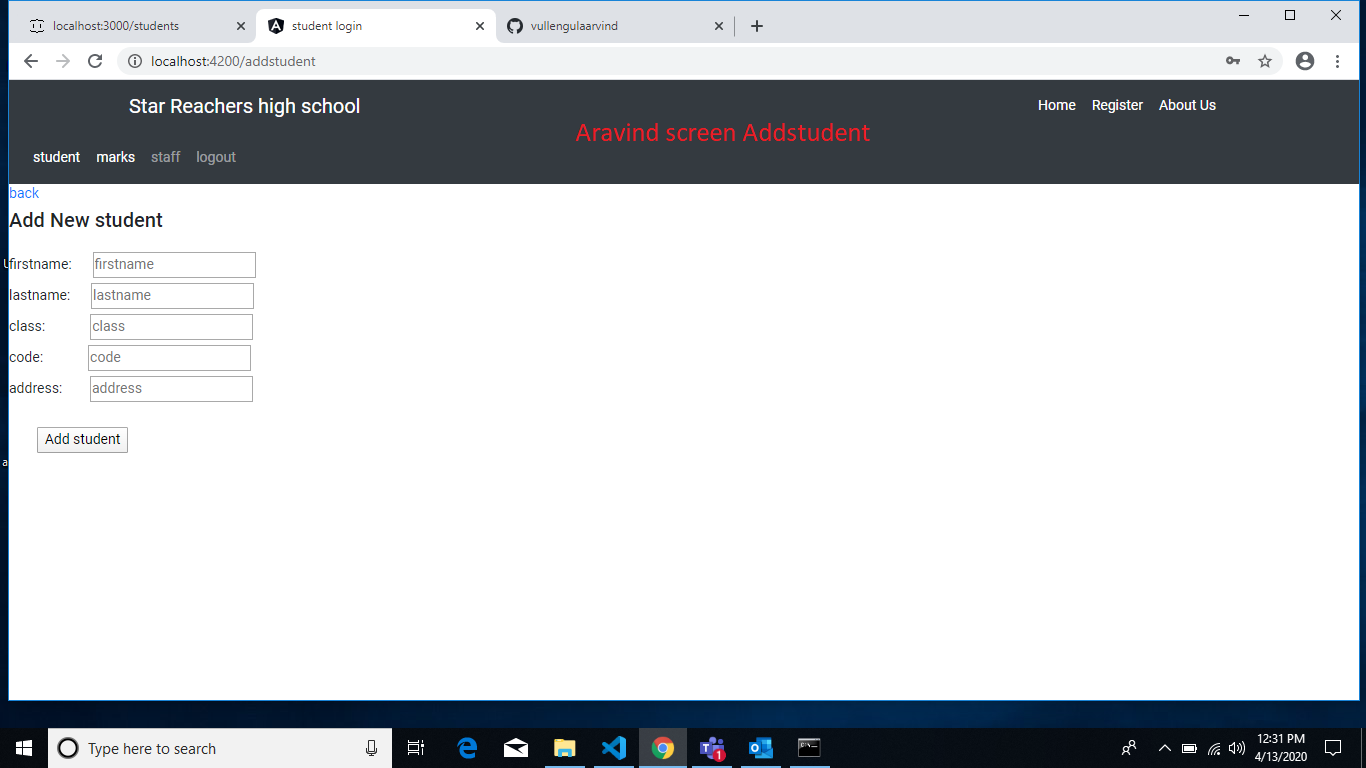 localhost:3000/students
student login
vullengulaarvind
localhost:4200/addstudent
Star Reachers high school
Home Register About Us
Aravind screen Addstudent
student marks staff logout
back
Add New student
firstname: firstname
lastname: lastname
class: class
code: code
address: address
Add student
Type here to search
1
12:31 PM
4/13/2020